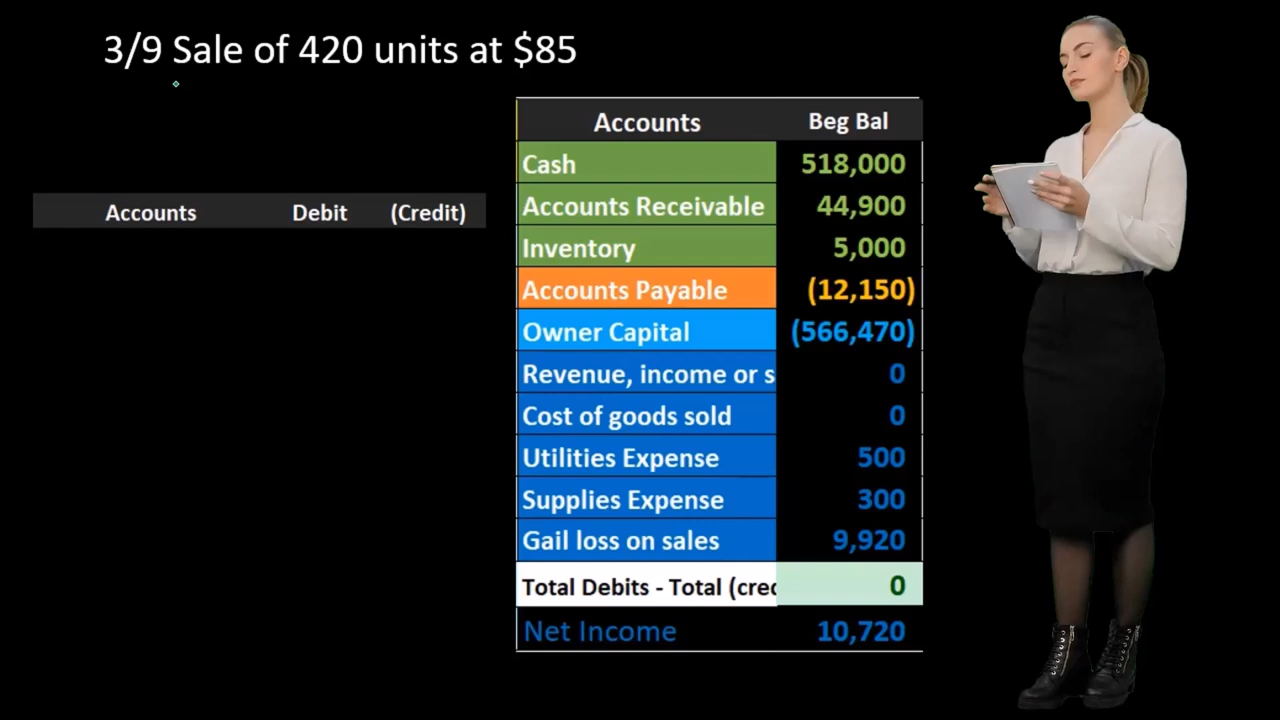 3/9 Sale of 420 units at $85
Accounts Debit (Credit)
Accounts Beg Bal
Cash 518,000
Accounts Receivable 44,900
Inventory 5,000
Accounts Payable (12,150)
Owner Capital (566,470)
Revenue, income or s 0
Cost of goods sold 0
Utilities Expense 500
Supplies Expense 300
Gail loss on sales 9,920
Total Debits - Total (cred 0
Net Income 10,720